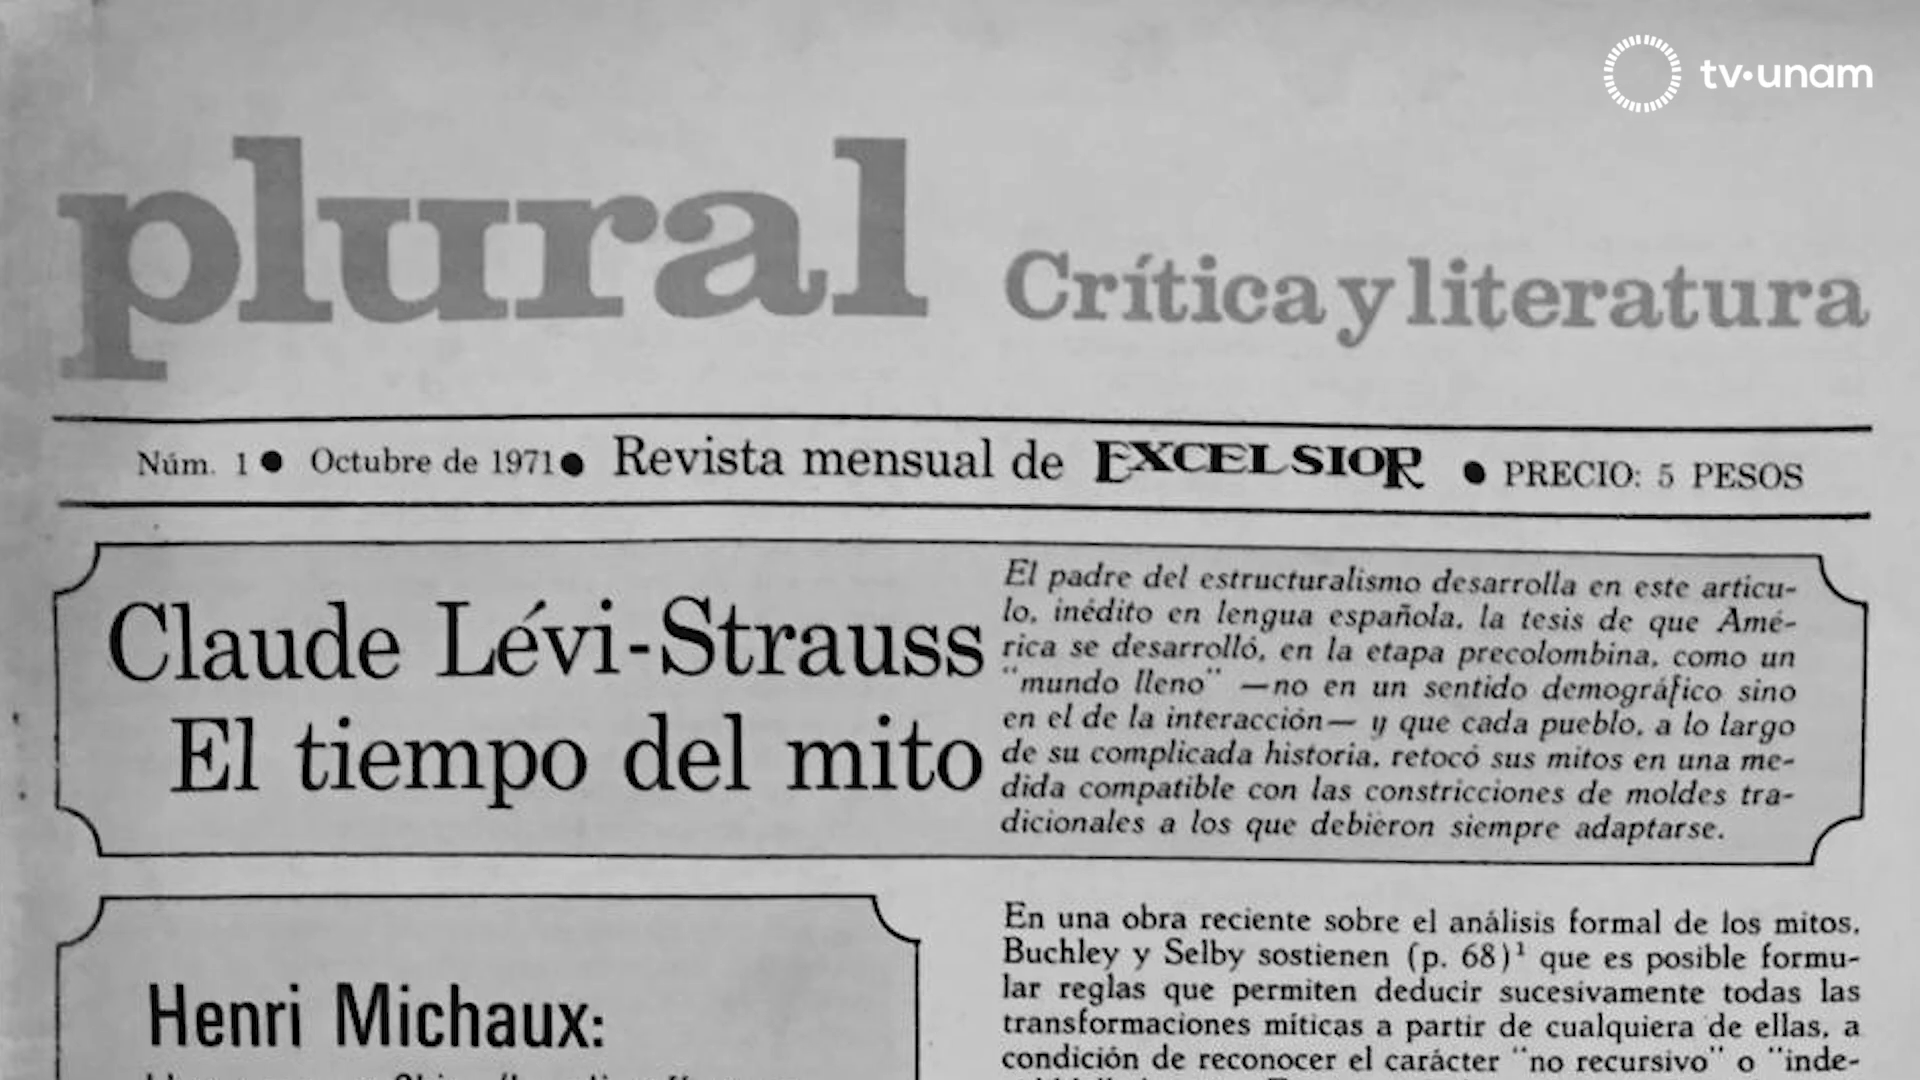 tv·unam
plural Crítica y literatura
Núm. 1 ● Octubre de 1971 ● Revista mensual de EXCELSIOR ● PRECIO: 5 PESOS
Claude Lévi-Strauss
El tiempo del mito
El padre del estructuralismo desarrolla en este articu-
lo, inédito en lengua española, la tesis de que Amé-
rica se desarrolló, en la etapa precolombina, como un
"mundo lleno" —no en un sentido demográfico sino
en el de la interacción— y que cada pueblo, a lo largo
de su complicada historia, retocó sus mitos en una me-
dida compatible con las constricciones de moldes tra-
dicionales a los que debieron siempre adaptarse.
Henri Michaux:
En una obra reciente sobre el análisis formal de los mitos,
Buchley y Selby sostienen (p. 68)¹ que es posible formu-
lar reglas que permiten deducir sucesivamente todas las
transformaciones míticas a partir de cualquiera de ellas, a
condición de reconocer el carácter "no recursivo" o "inde-